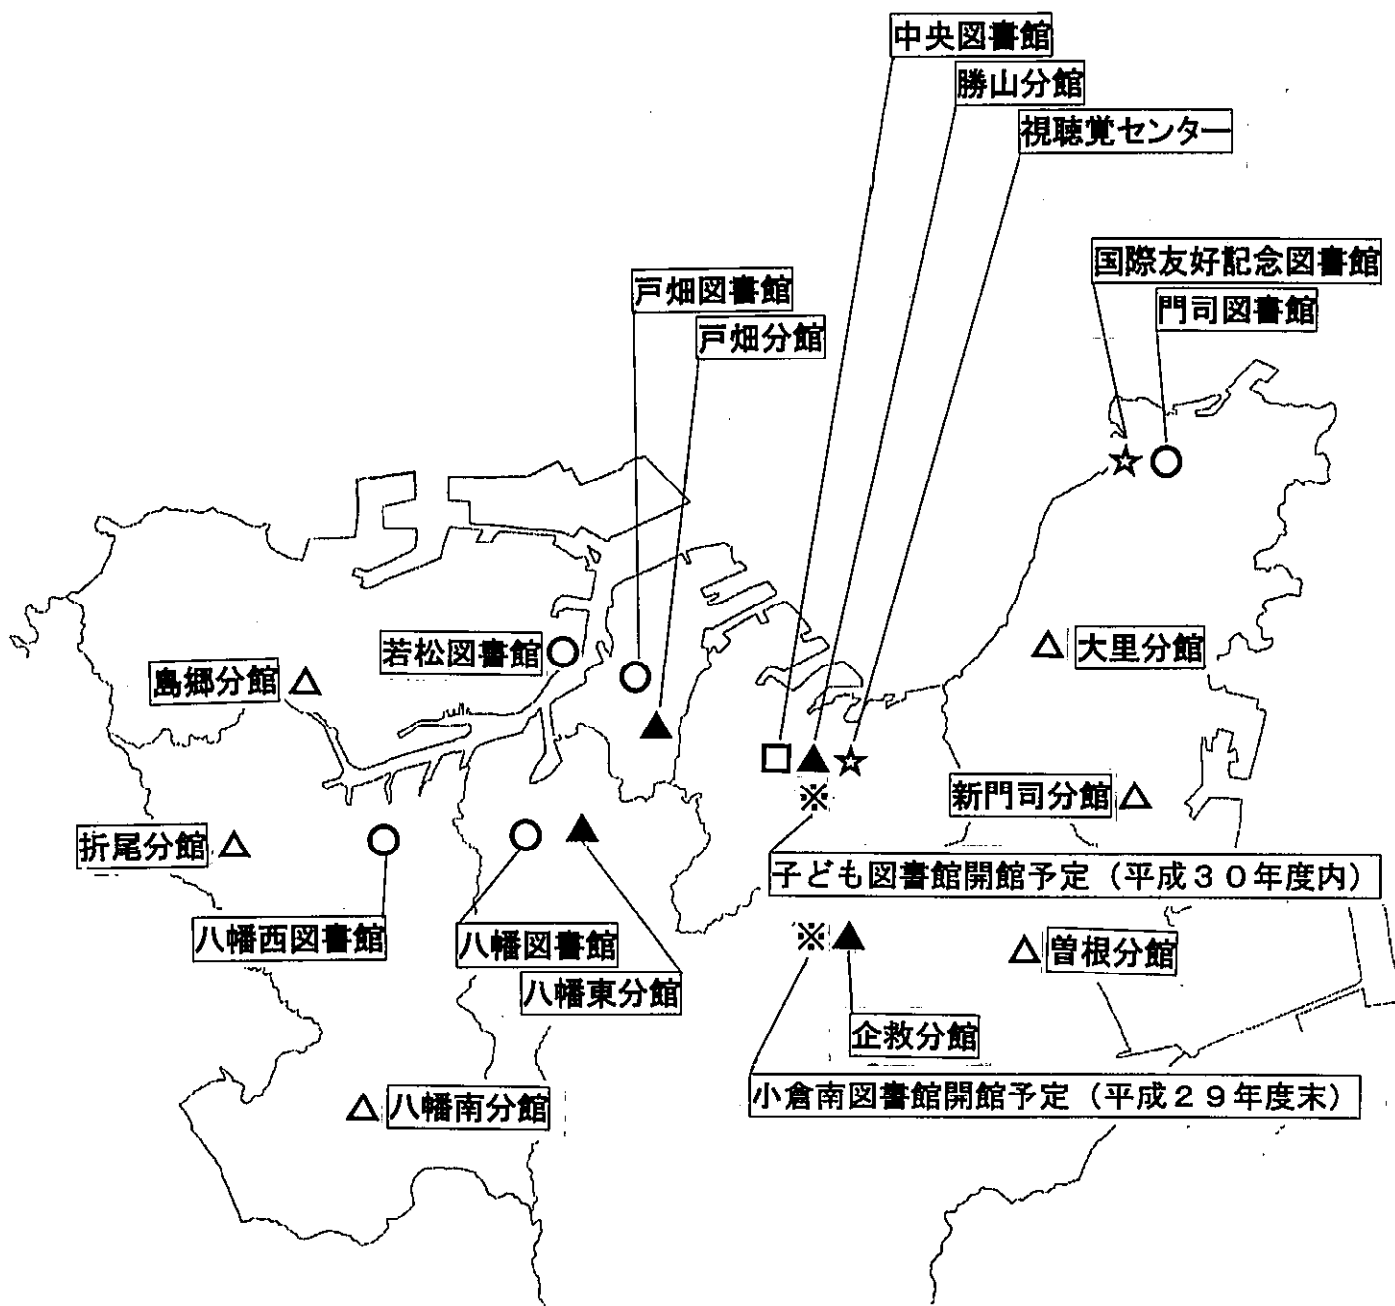 中央図書館
勝山分館
視聴覚センター
国際友好記念図書館
戸畑図書館
門司図書館
戸畑分館
若松図書館
大里分館
島郷分館
新門司分館
折尾分館
※
子ども図書館開館予定（平成３０年度内）
八幡西図書館
八幡図書館
※
曽根分館
八幡東分館
企救分館
小倉南図書館開館予定（平成２９年度末）
八幡南分館